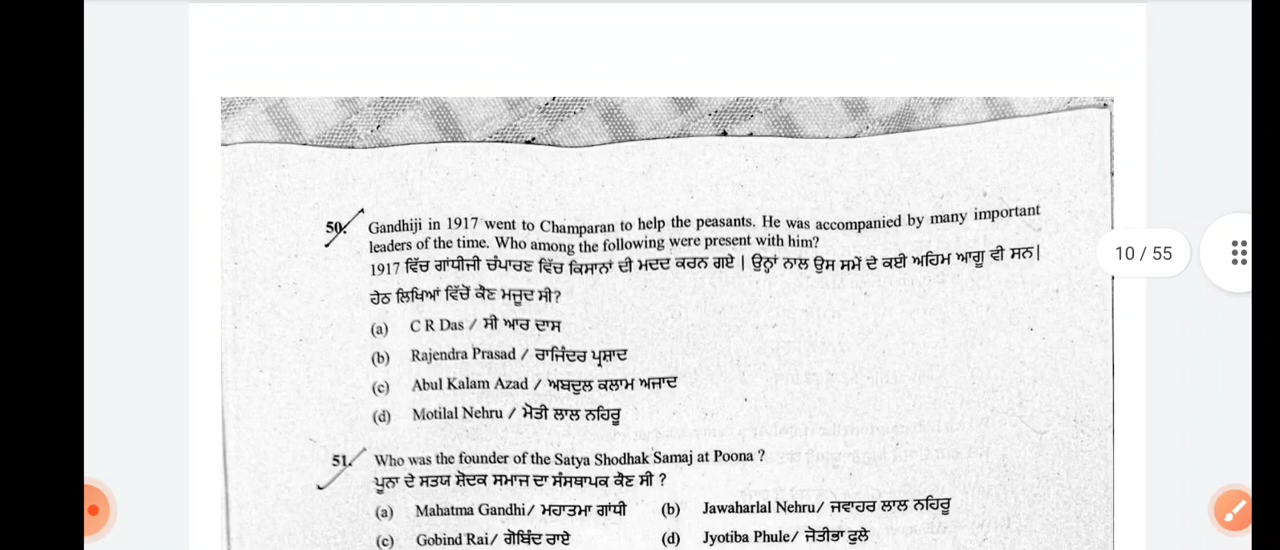 50. Gandhiji in 1917 went to Champaran to help the peasants. He was accompanied by many important
leaders of the time. Who among the following were present with him?
1917 ਵਿੱਚ ਗਾਂਧੀਜੀ ਚੰਪਾਰਣ ਵਿੱਚ ਕਿਸਾਨਾਂ ਦੀ ਮਦਦ ਕਰਨ ਗਏ | ਉਨ੍ਹਾਂ ਨਾਲ ਉਸ ਸਮੇਂ ਦੇ ਕਈ ਅਹਿਮ ਆਗੂ ਵੀ ਸਨ|
10 / 55
ਹੇਠ ਲਿਖਿਆਂ ਵਿੱਚੋਂ ਕੋਣ ਮਜੂਦ ਸੀ?
(a) C R Das / ਸੀ ਆਰ ਦਾਸ
(b) Rajendra Prasad / ਰਾਜਿੰਦਰ ਪ੍ਰਸ਼ਾਦ
(c) Abul Kalam Azad / ਅਬਦੁਲ ਕਲਾਮ ਅਜਾਦ
(d) Motilal Nehru / ਮੋਤੀ ਲਾਲ ਨਹਿਰੂ
51. Who was the founder of the Satya Shodhak Samaj at Poona ?
ਪੂਨਾ ਦੇ ਸਤਯ ਸ਼ੋਦਕ ਸਮਾਜ ਦਾ ਸੰਸਥਾਪਕ ਕੋਣ ਸੀ ?
(a) Mahatma Gandhi/ ਮਹਾਤਮਾ ਗਾਂਧੀ (b) Jawaharlal Nehru/ ਜਵਾਹਰ ਲਾਲ ਨਹਿਰੂ
(c) Gobind Rai/ ਗੋਬਿੰਦ ਰਾਏ (d) Jyotiba Phule/ ਜੋਤੀਭਾ ਫੁਲੇ